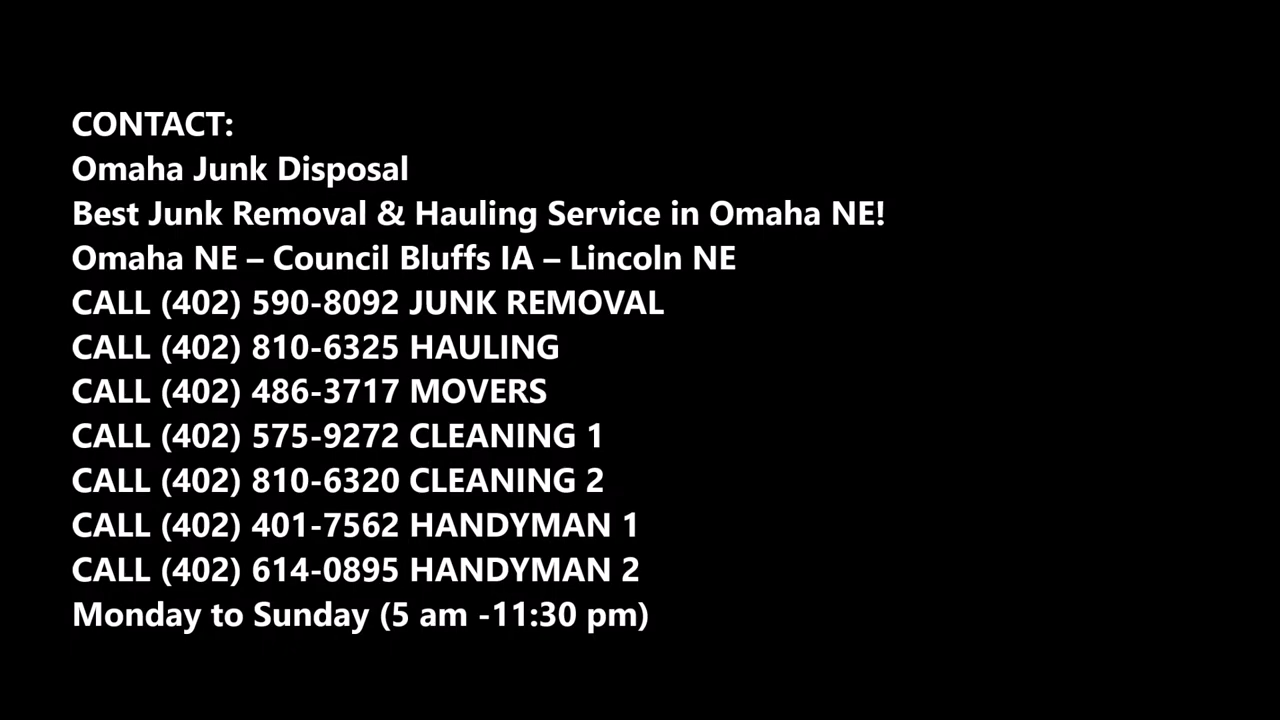 CONTACT:
Omaha Junk Disposal
Best Junk Removal & Hauling Service in Omaha NE!
Omaha NE – Council Bluffs IA – Lincoln NE
CALL (402) 590-8092 JUNK REMOVAL
CALL (402) 810-6325 HAULING
CALL (402) 486-3717 MOVERS
CALL (402) 575-9272 CLEANING 1
CALL (402) 810-6320 CLEANING 2
CALL (402) 401-7562 HANDYMAN 1
CALL (402) 614-0895 HANDYMAN 2
Monday to Sunday (5 am -11:30 pm)